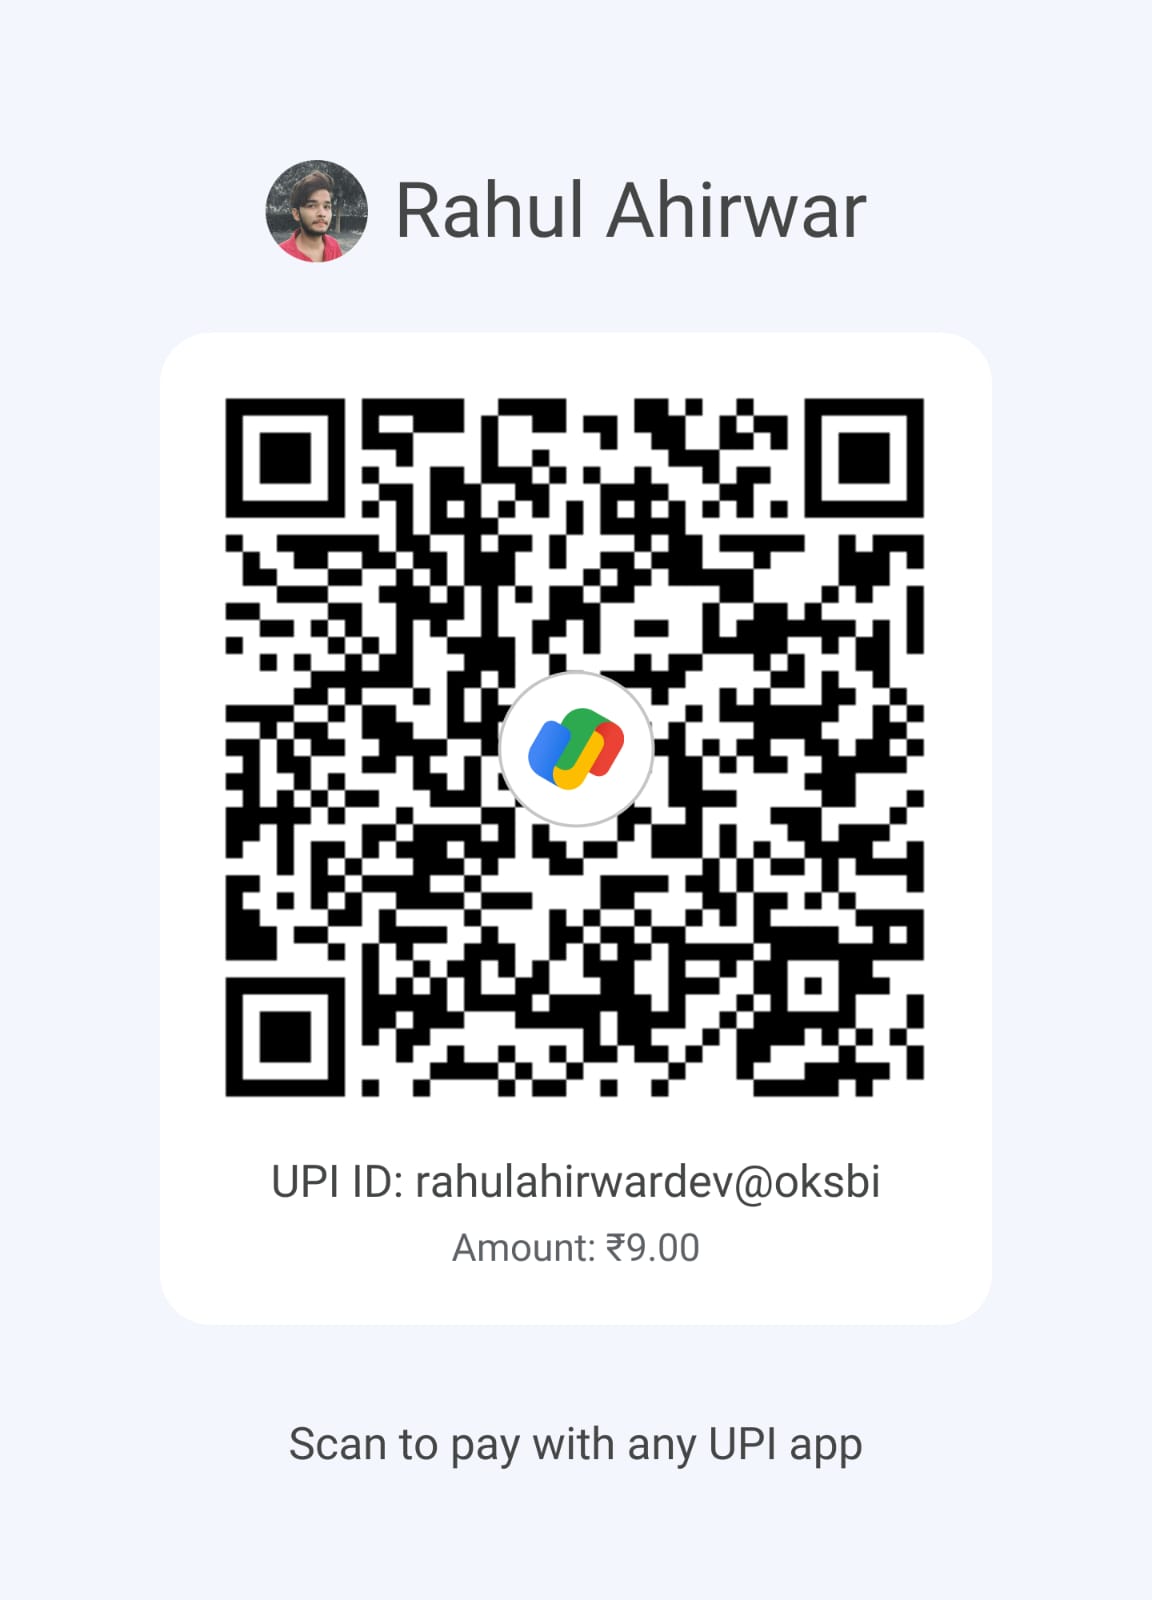 Rahul Ahirwar
UPI ID: rahulahirwardev@oksbi
Amount: ₹9.00
Scan to pay with any UPI app